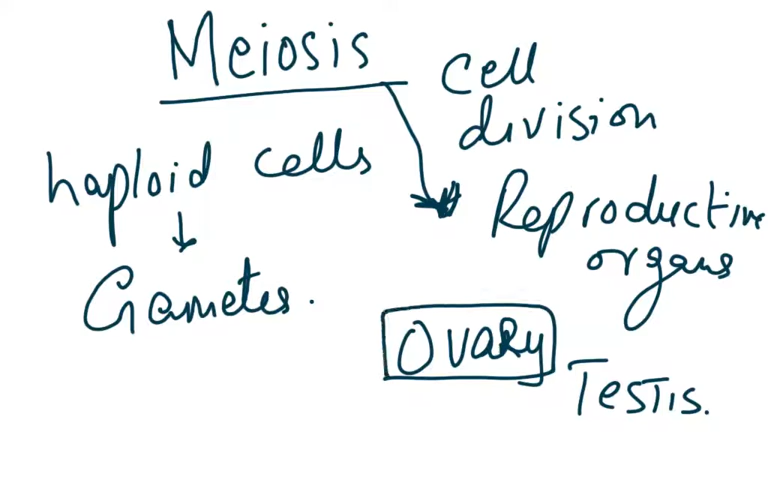 Meiosis
Cell
division
haploid cells
Reproductive
organs
Gametes.
Ovary
Testis.